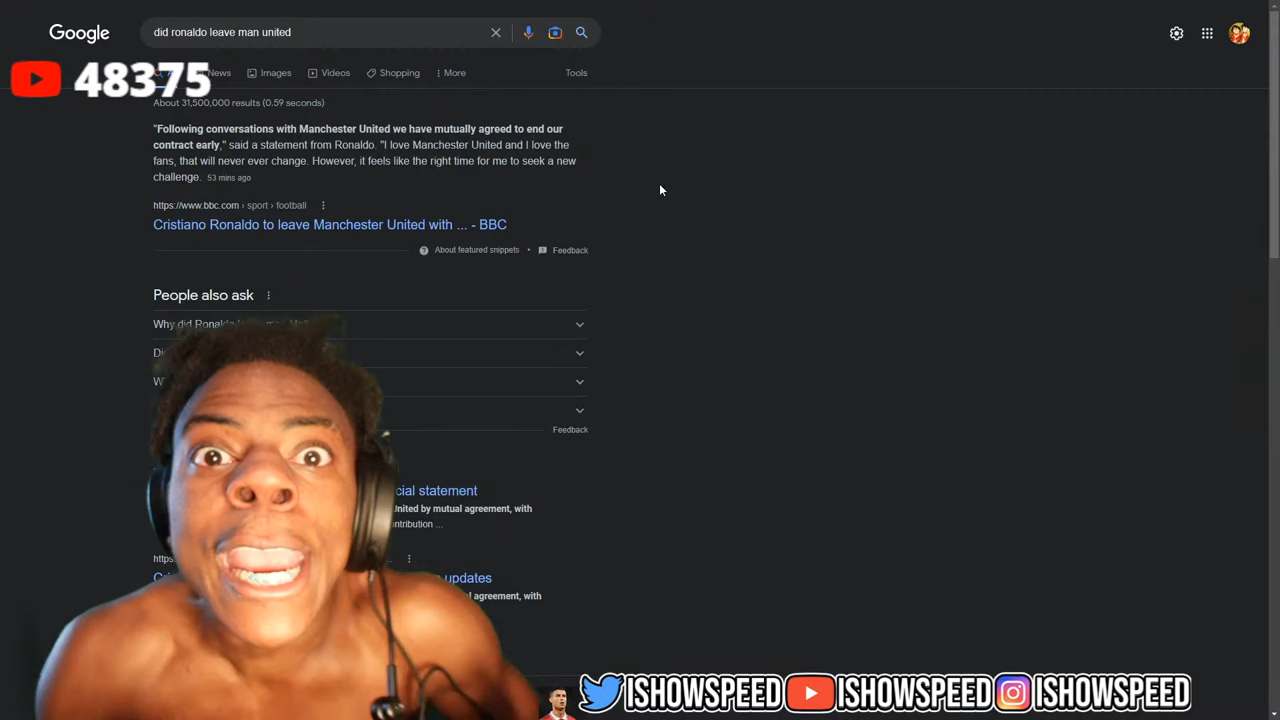 Google
did ronaldo leave man united
48375
News
Images
Videos
Shopping
More
Tools
About 31,500,000 results (0.59 seconds)
"Following conversations with Manchester United we have mutually agreed to end our
contract early," said a statement from Ronaldo. "I love Manchester United and I love the
fans, that will never ever change. However, it feels like the right time for me to seek a new
challenge. 53 mins ago
https://www.bbc.com › sport › football
Cristiano Ronaldo to leave Manchester United with ... - BBC
About featured snippets • Feedback
People also ask
Why did
Feedback
cial statement
United by mutual agreement, with
ntribution ...
https
updates
al agreement, with
ISHOWSPEED ISHOWSPEED ISHOWSPEED